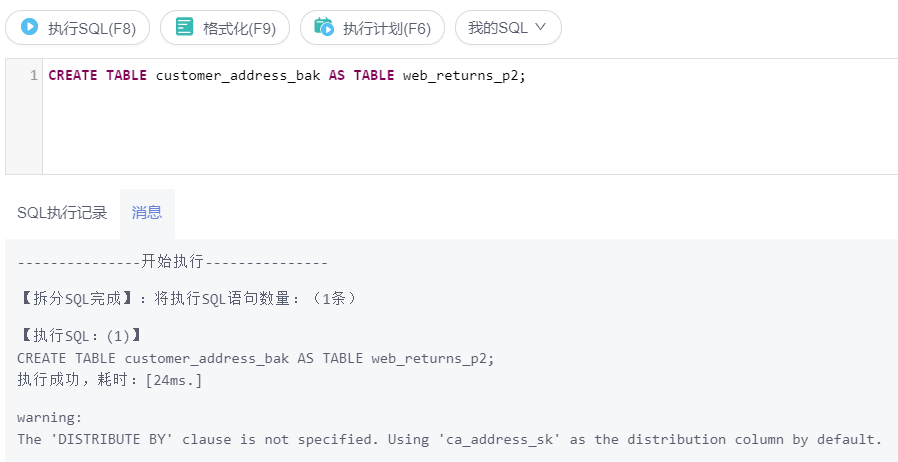 执行SQL(F8) 格式化(F9) 执行计划(F6) 我的SQL
1 CREATE TABLE customer_address_bak AS TABLE web_returns_p2;
SQL执行记录 消息
---------------开始执行---------------
【拆分SQL完成】：将执行SQL语句数量：（1条）
【执行SQL：(1)】
CREATE TABLE customer_address_bak AS TABLE web_returns_p2;
执行成功，耗时：[24ms.]
warning:
The 'DISTRIBUTE BY' clause is not specified. Using 'ca_address_sk' as the distribution column by default.